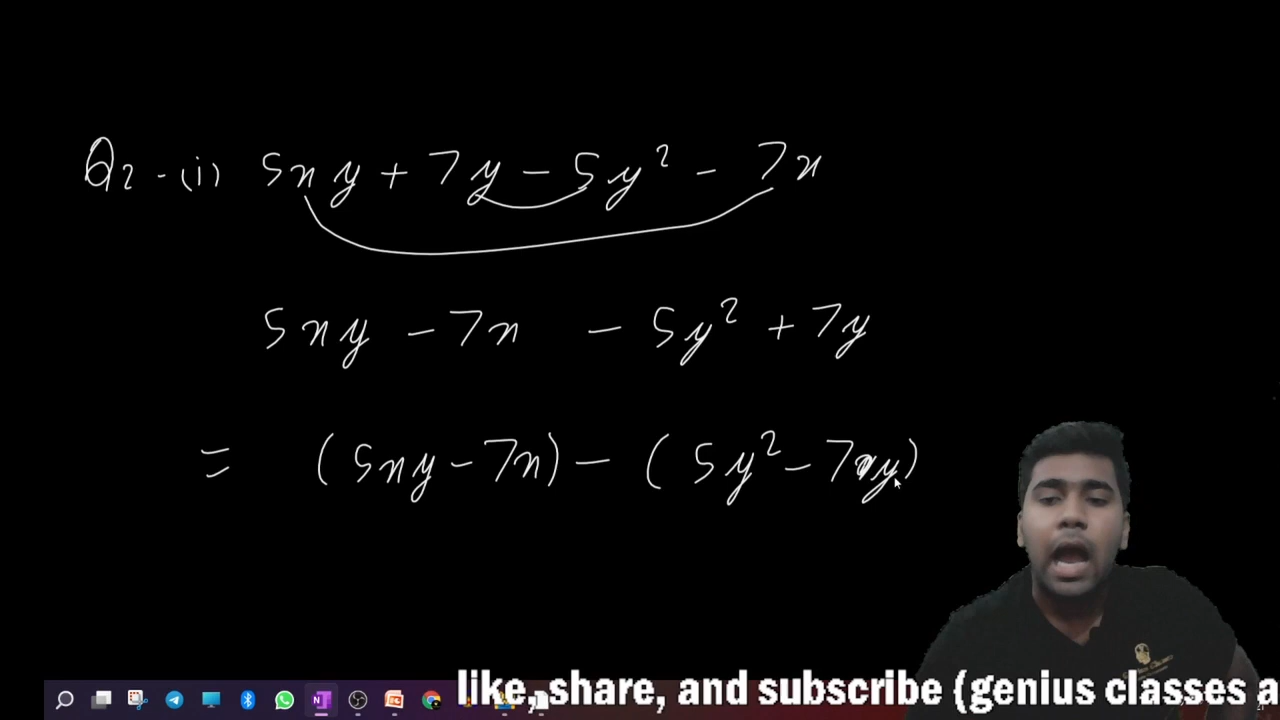 Q2-(i) 5xy + 7y - 5y² - 7x
5xy - 7x - 5y² + 7y
= (5xy - 7x) - (5y² - 7y)
like, share, and subscribe (genius classes a